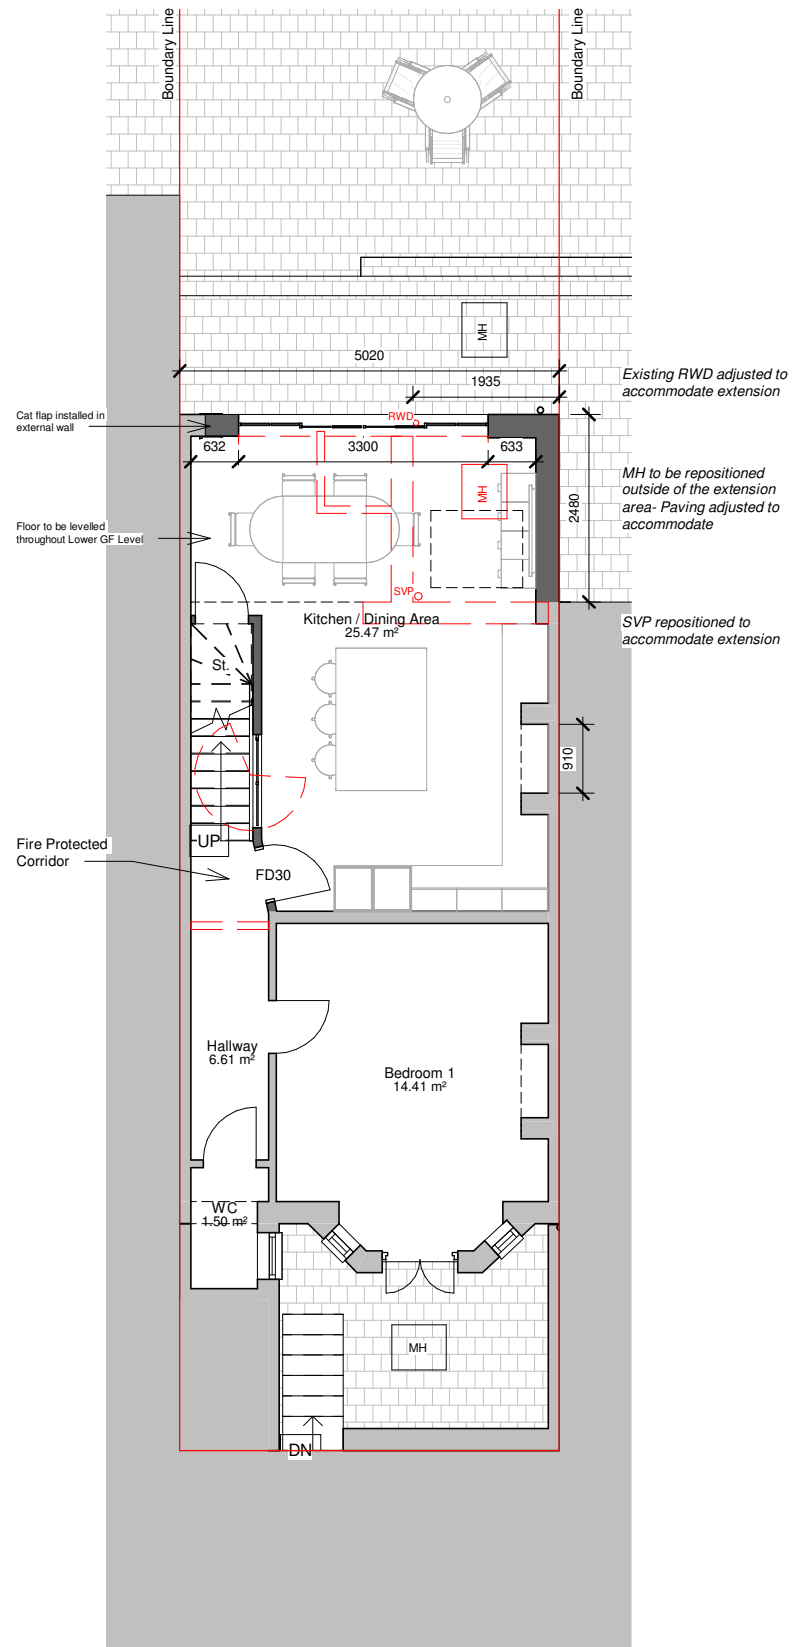 Boundary Line
Boundary Line
MH
5020
1935
Existing RWD adjusted to
accommodate extension
Cat flap installed in
external wall
RWD
632
3300
633
MH
2480
MH to be repositioned
outside of the extension
area- Paving adjusted to
accommodate
Floor to be levelled
throughout Lower GF Level
SVP
Kitchen / Dining Area
25.47 m²
SVP repositioned to
accommodate extension
St.
910
UP
Fire Protected
Corridor
FD30
Hallway
6.61 m²
Bedroom 1
14.41 m²
WC
1.50 m²
MH
DN